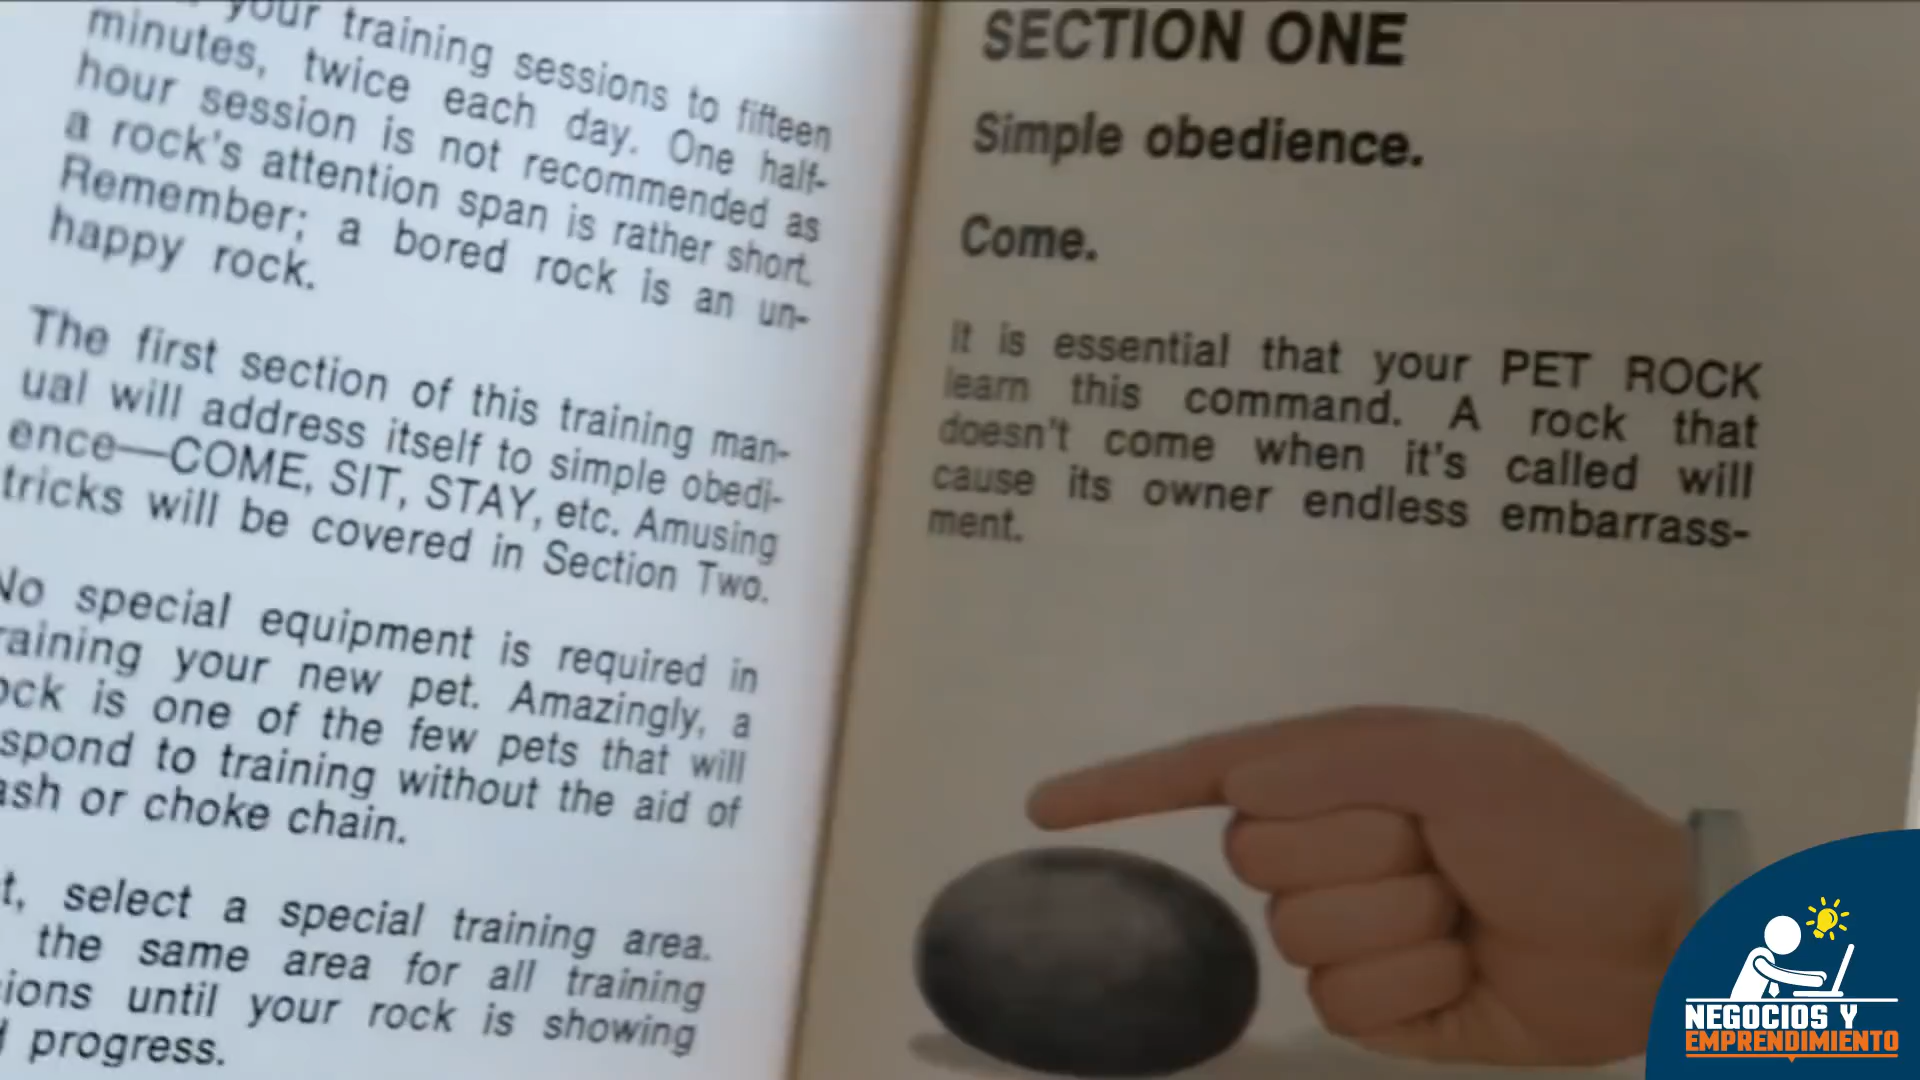 your training sessions to fifteen
minutes, twice each day. One half-
hour session is not recommended as
a rock's attention span is rather short.
Remember; a bored rock is an un-
happy rock.
The first section of this training man-
ual will address itself to simple obedi-
ence—COME, SIT, STAY, etc. Amusing
tricks will be covered in Section Two.
No special equipment is required in
raining your new pet. Amazingly, a
ock is one of the few pets that will
spond to training without the aid of
ash or choke chain.
t, select a special training area.
the same area for all training
ions until your rock is showing
progress.
SECTION ONE
Simple obedience.
Come.
It is essential that your PET ROCK
learn this command. A rock that
doesn't come when it's called will
cause its owner endless embarrass-
ment.
NEGOCIOS Y
EMPRENDIMIENTO